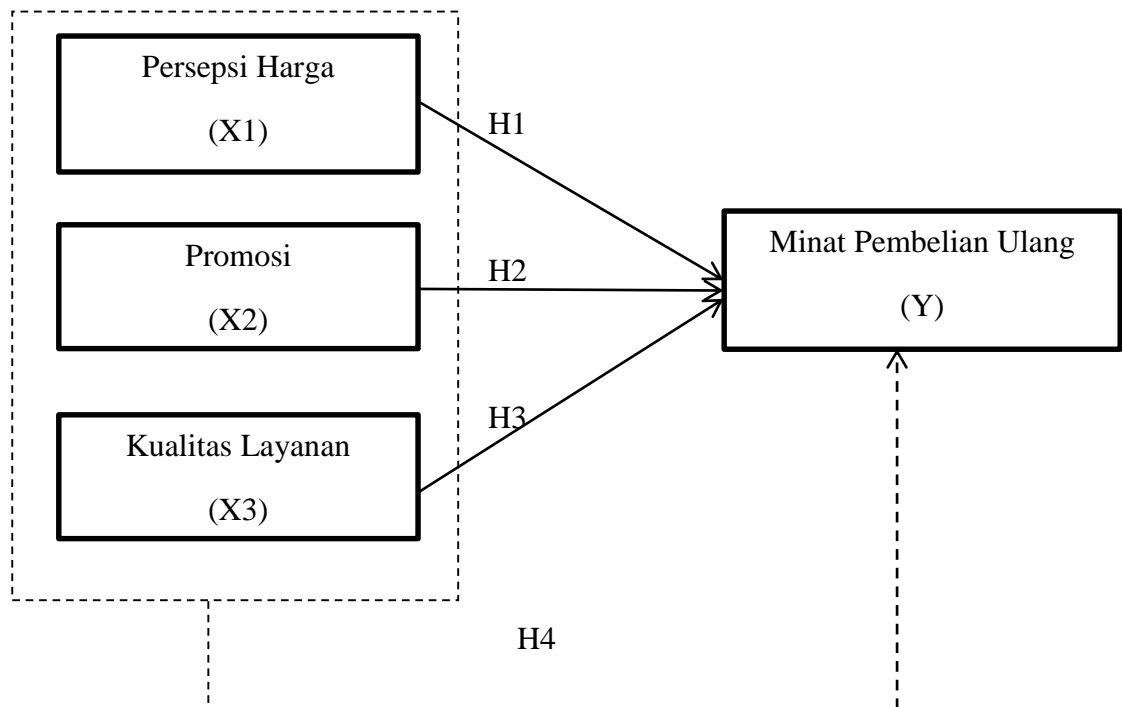 Persepsi Harga
(X1)
H1
Promosi
(X2)
H2
Minat Pembelian Ulang
(Y)
Kualitas Layanan
(X3)
H3
H4